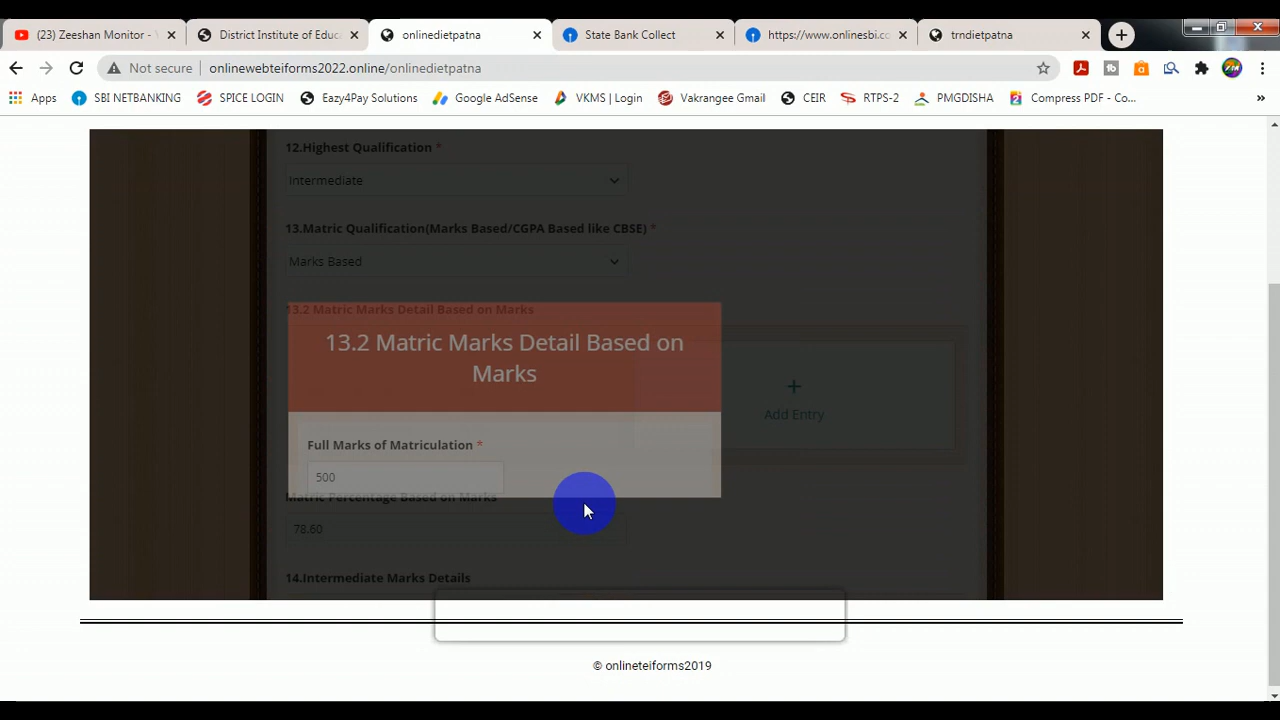 (23) Zeeshan Monitor -
District Institute of Educ
onlinedietpatna
State Bank Collect
https://www.onlinesbi.cc
trndietpatna
Not secure
onlinewebteiforms2022.online/onlinedietpatna
Apps
SBI NETBANKING
SPICE LOGIN
Eazy4Pay Solutions
Google AdSense
VKMS | Login
Vakrangee Gmail
CEIR
RTPS-2
PMGDISHA
Compress PDF - Co...
12.Highest Qualification *
Intermediate
13.Matric Qualification(Marks Based/CGPA Based like CBSE) *
Marks Based
13.2 Matric Marks Detail Based on Marks
13.2 Matric Marks Detail Based on
Marks
+
Add Entry
Full Marks of Matriculation *
500
Matric Percentage Based on Marks
78.60
14.Intermediate Marks Details
© onlineteiforms2019